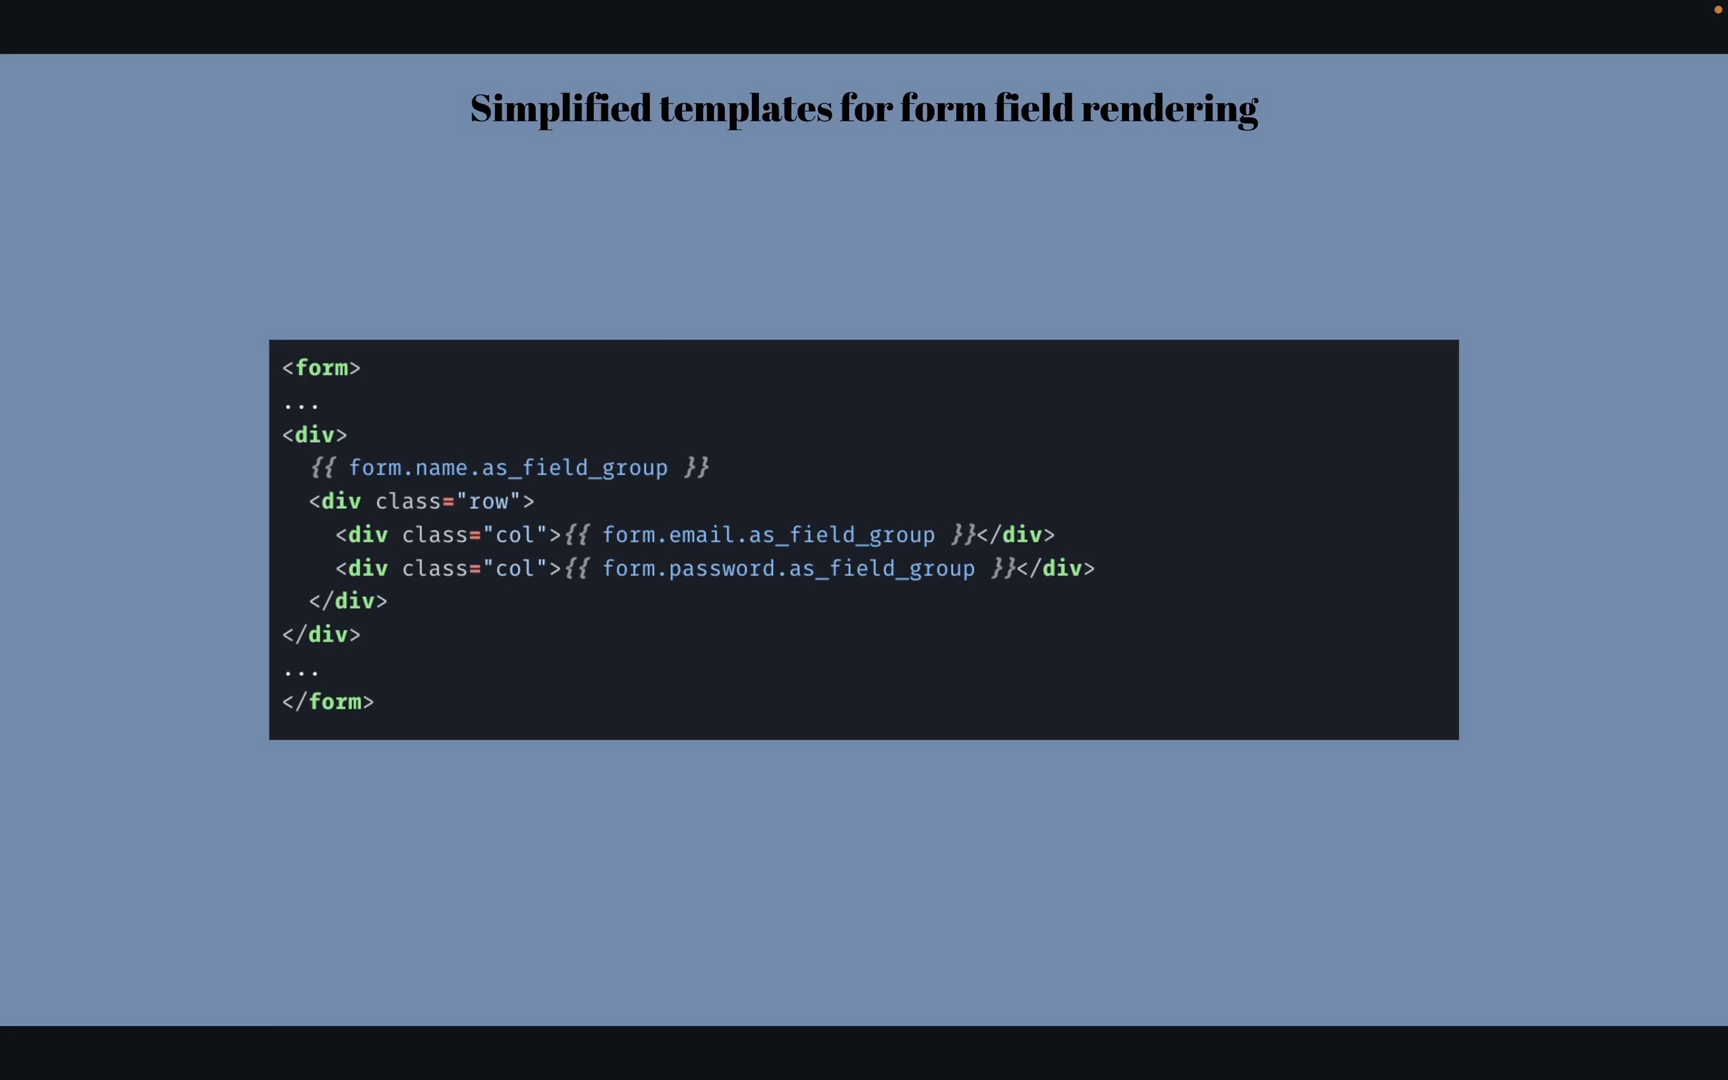 Simplified templates for form field rendering
<form>
...
<div>
  {{ form.name.as_field_group }}
  <div class="row">
    <div class="col">{{ form.email.as_field_group }}</div>
    <div class="col">{{ form.password.as_field_group }}</div>
  </div>
</div>
...
</form>